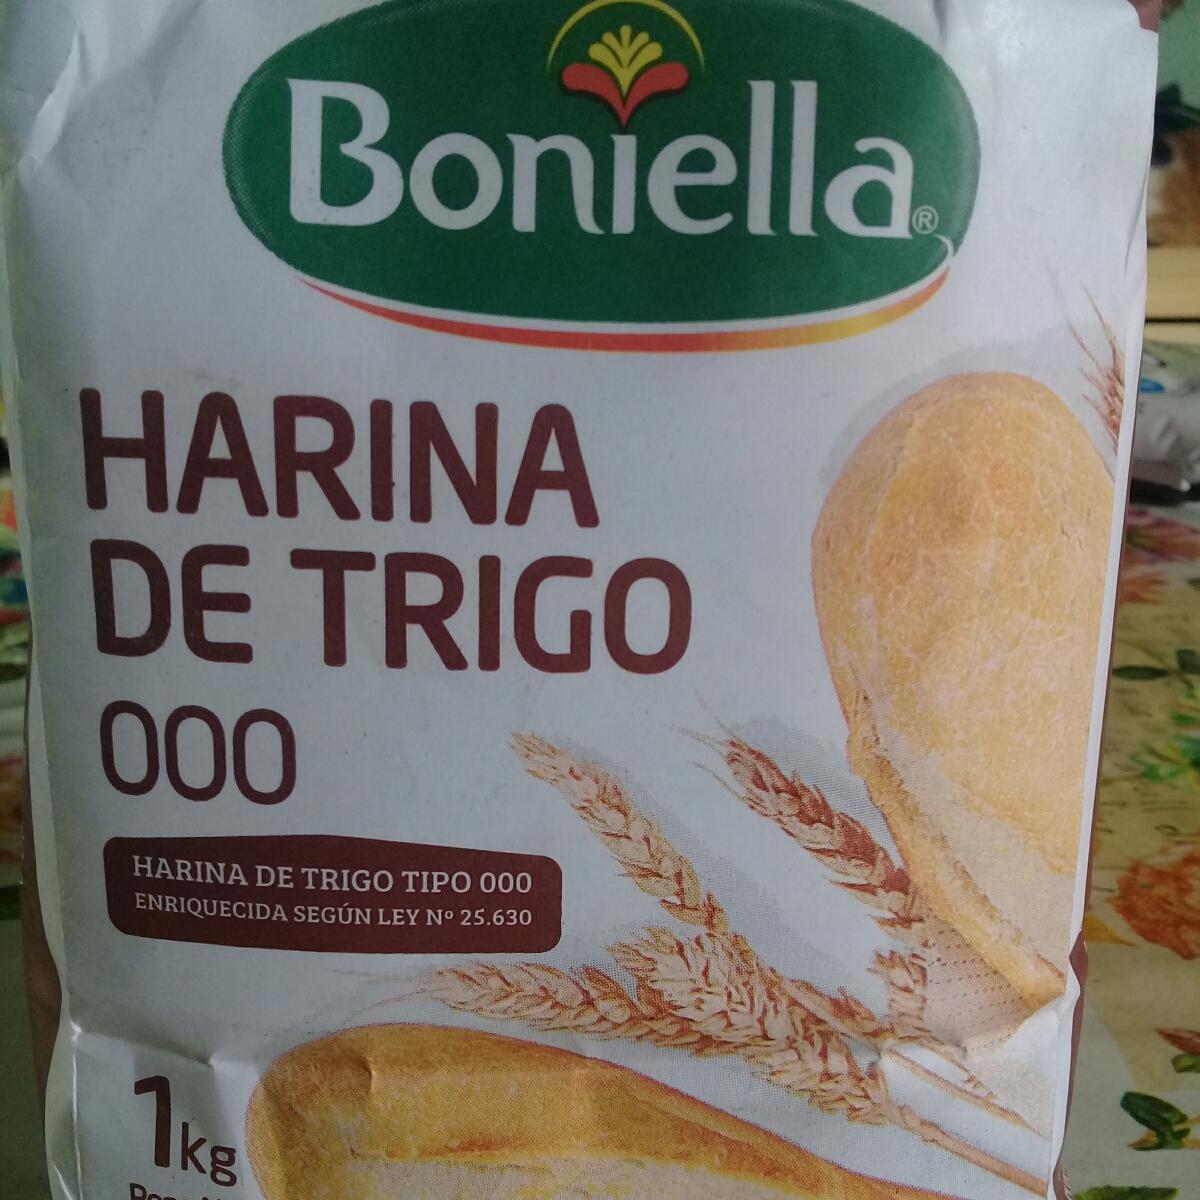 Boniella®
HARINA
DE TRIGO
000
HARINA DE TRIGO TIPO 000
ENRIQUECIDA SEGÚN LEY Nº 25.630
1kg